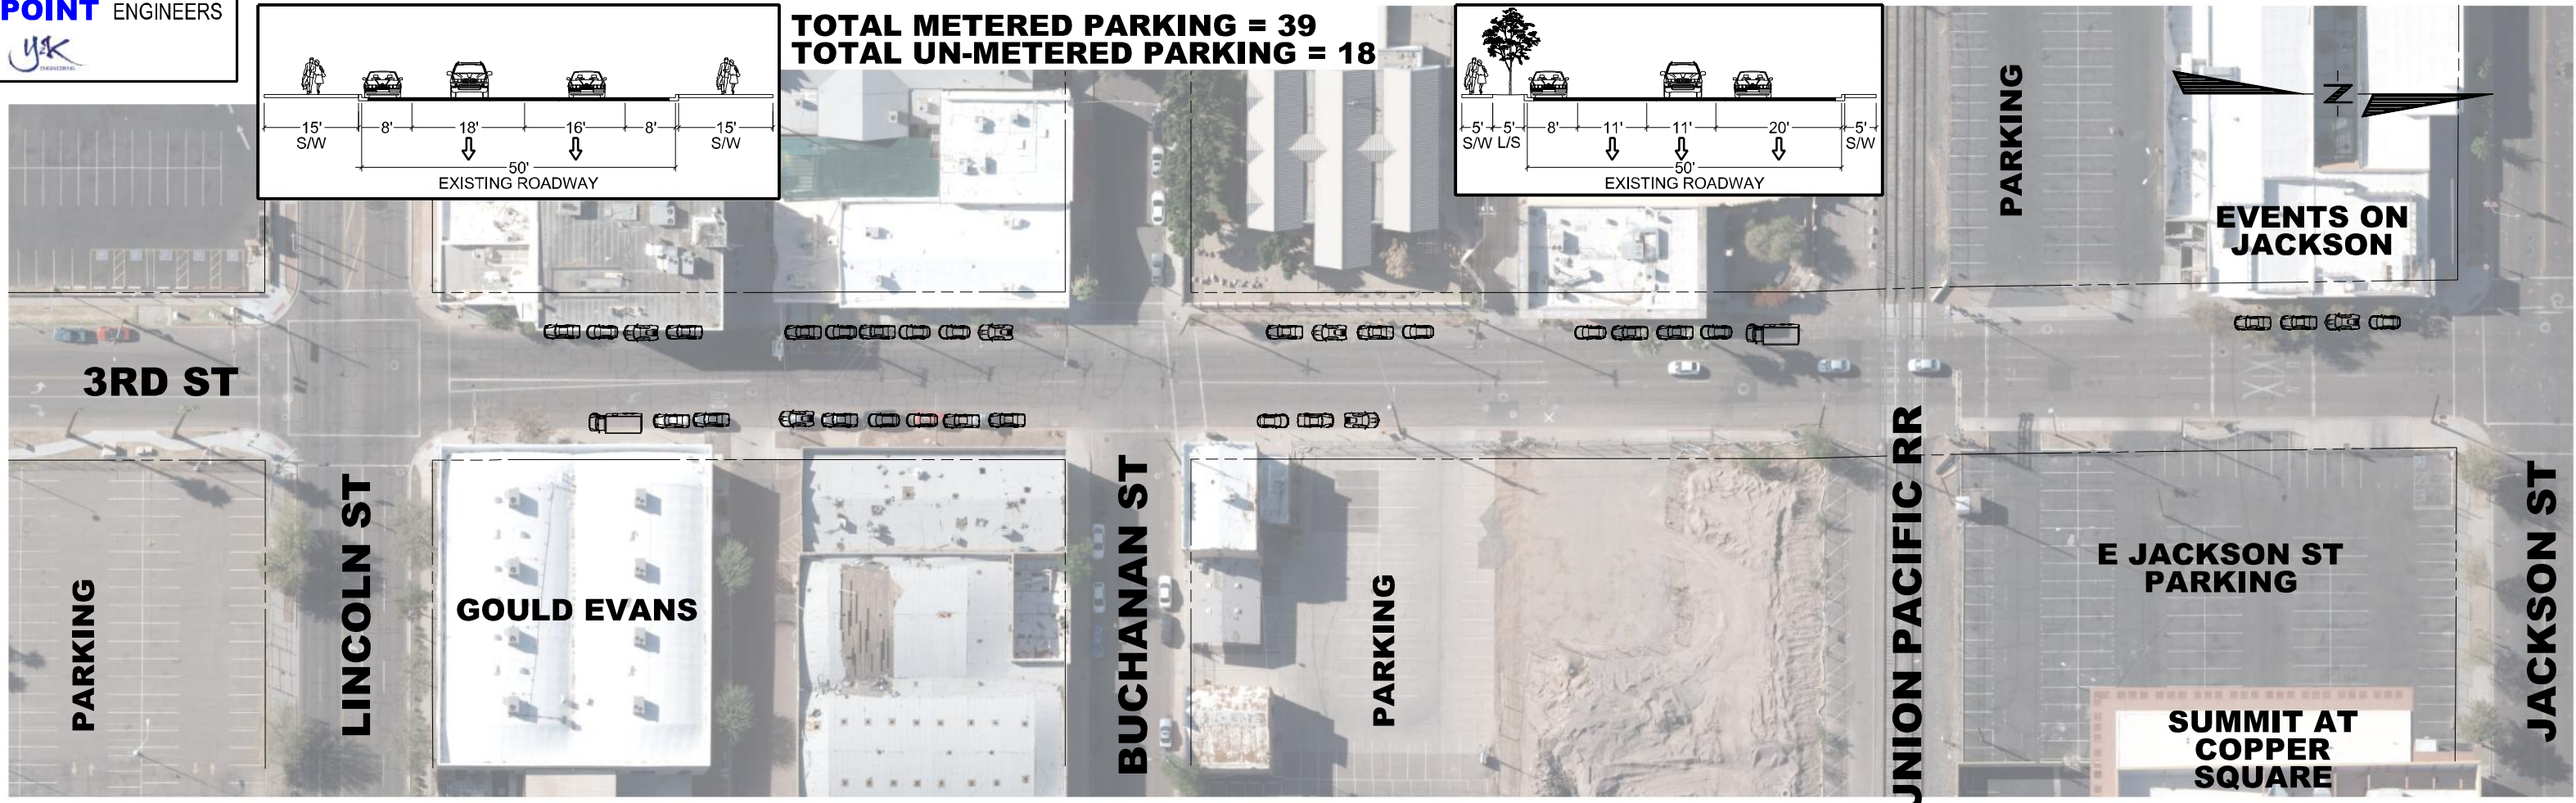 POINT ENGINEERS
Y&K
ENGINEERING
TOTAL METERED PARKING = 39
TOTAL UN-METERED PARKING = 18
15' 8' 18' 16' 8' 15'
S/W S/W
50'
EXISTING ROADWAY
5' 5' 8' 11' 11' 20' 5'
S/W L/S S/W
50'
EXISTING ROADWAY
PARKING
N
EVENTS ON
JACKSON
3RD ST
PARKING
LINCOLN ST
GOULD EVANS
BUCHANAN ST
PARKING
UNION PACIFIC RR
E JACKSON ST
PARKING
SUMMIT AT
COPPER
SQUARE
JACKSON ST